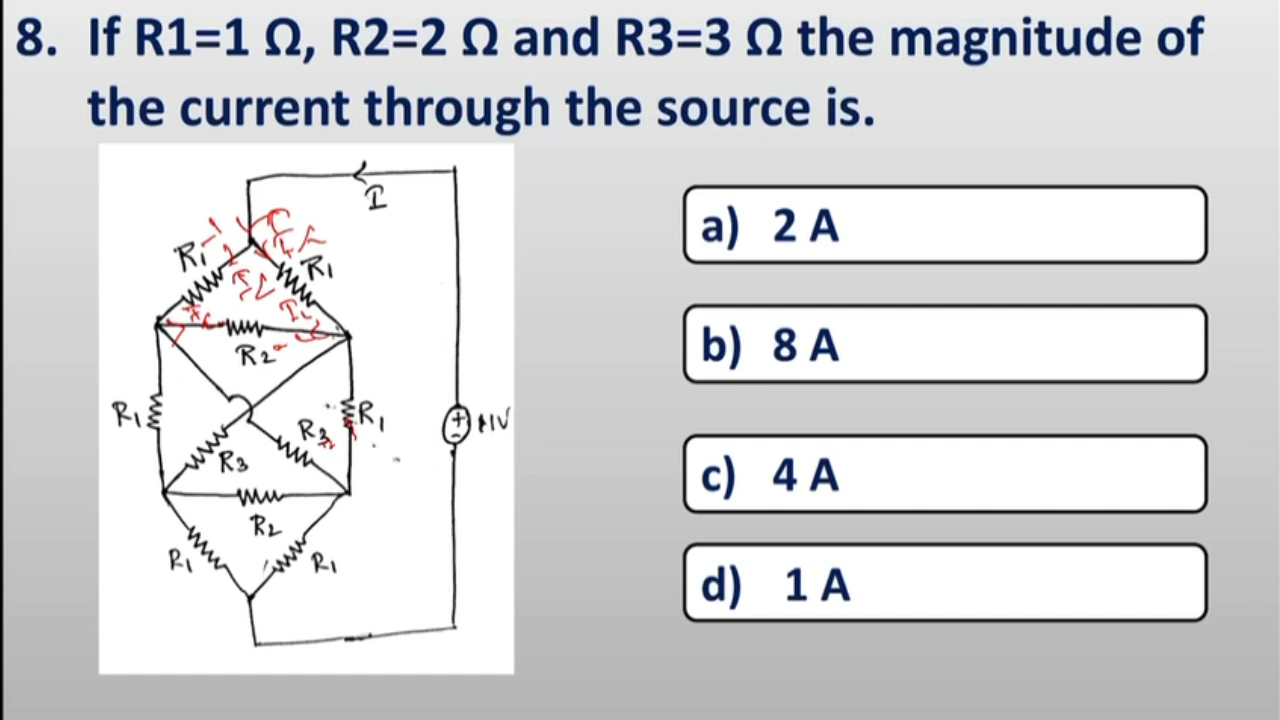 8. If R1=1 Ω, R2=2 Ω and R3=3 Ω the magnitude of
the current through the source is.
I
R1
R1
R2
R1
R1
R3
R3
R2
R1
R1
+
-
a) 2 A
b) 8 A
c) 4 A
d) 1 A